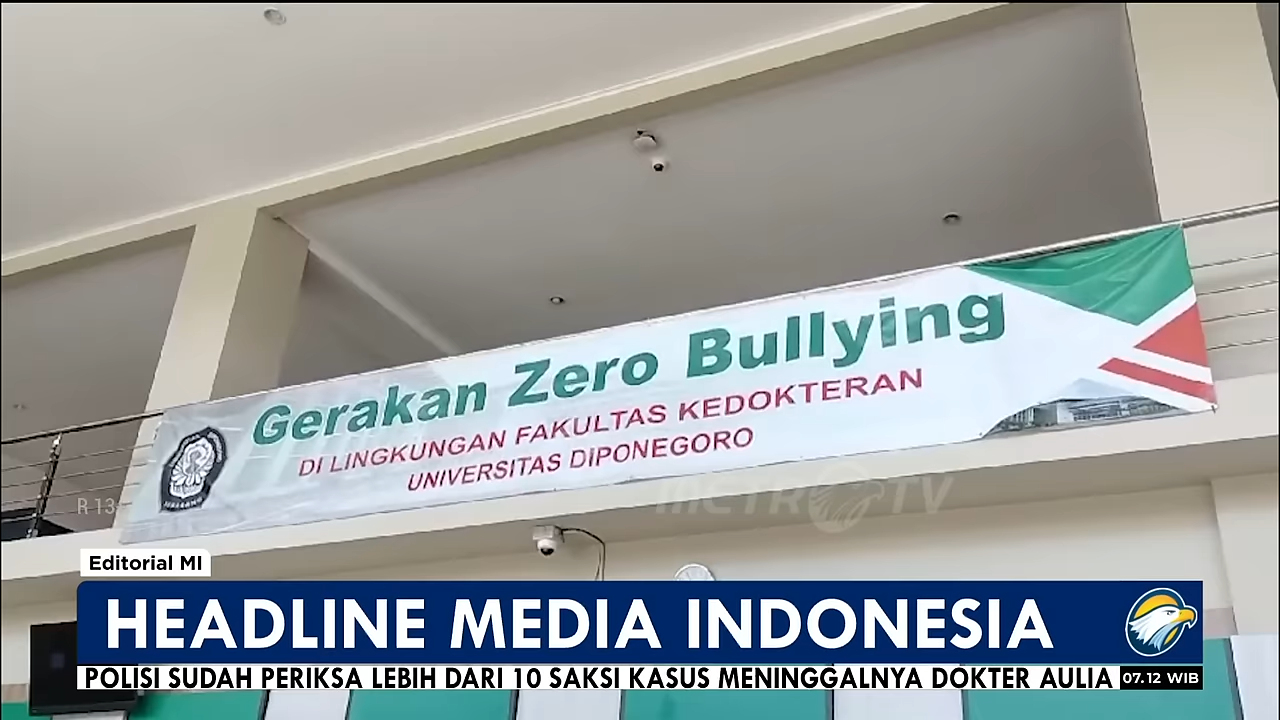 Gerakan Zero Bullying
DI LINGKUNGAN FAKULTAS KEDOKTERAN
UNIVERSITAS DIPONEGORO
METRO TV
R 13
Editorial MI
HEADLINE MEDIA INDONESIA
POLISI SUDAH PERIKSA LEBIH DARI 10 SAKSI KASUS MENINGGALNYA DOKTER AULIA
07.12 WIB